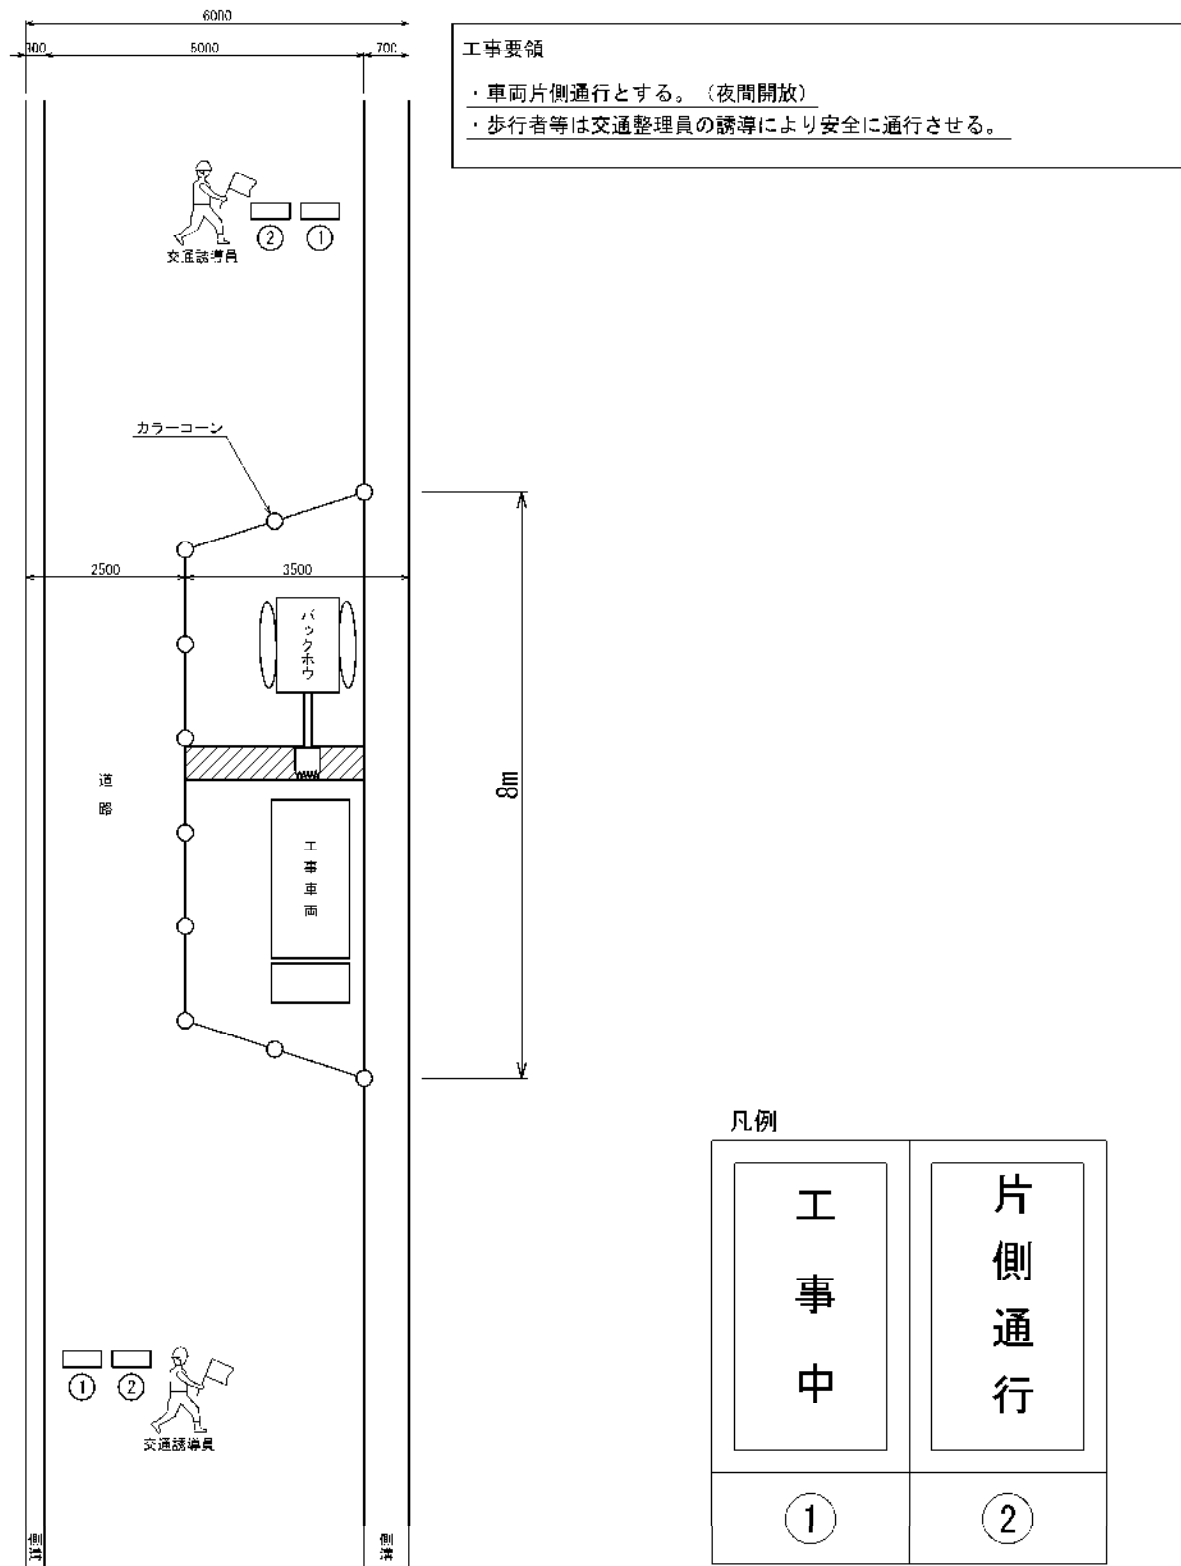 6000
300
5000
700
工事要領
・車両片側通行とする。（夜間開放）
・歩行者等は交通整理員の誘導により安全に通行させる。
② ①
交通誘導員
カラーコーン
2500
3500
バックホウ
8m
道路
工事車両
凡例
工事中
片側通行
① ②
① ②
交通誘導員
側溝
側溝